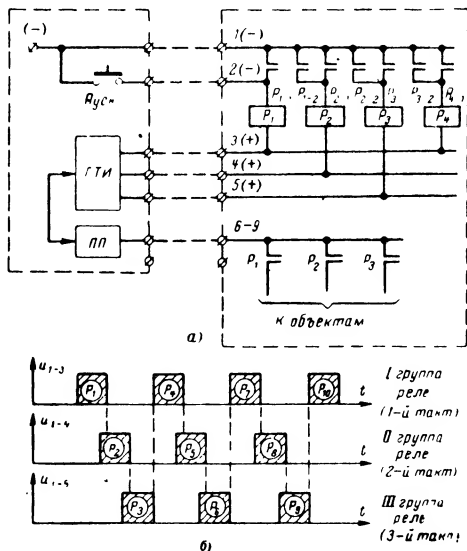 (-)
1(-)
2(-)
Пуск
P₁
P₂
P₃
P₄
3(+)
4(+)
5(+)
ГТИ
ПП
6-9
P₁ P₂ P₃
к объектам
а)
u₁₋₃
P₁ P₄ P₇ P₁₀
t
I группа
реле
(1-й такт)
u₁₋₄
P₂ P₅ P₈
t
II группа
реле
(2-й такт)
u₁₋₅
P₃ P₉
t
III группа
реле
(3-й такт)
б)